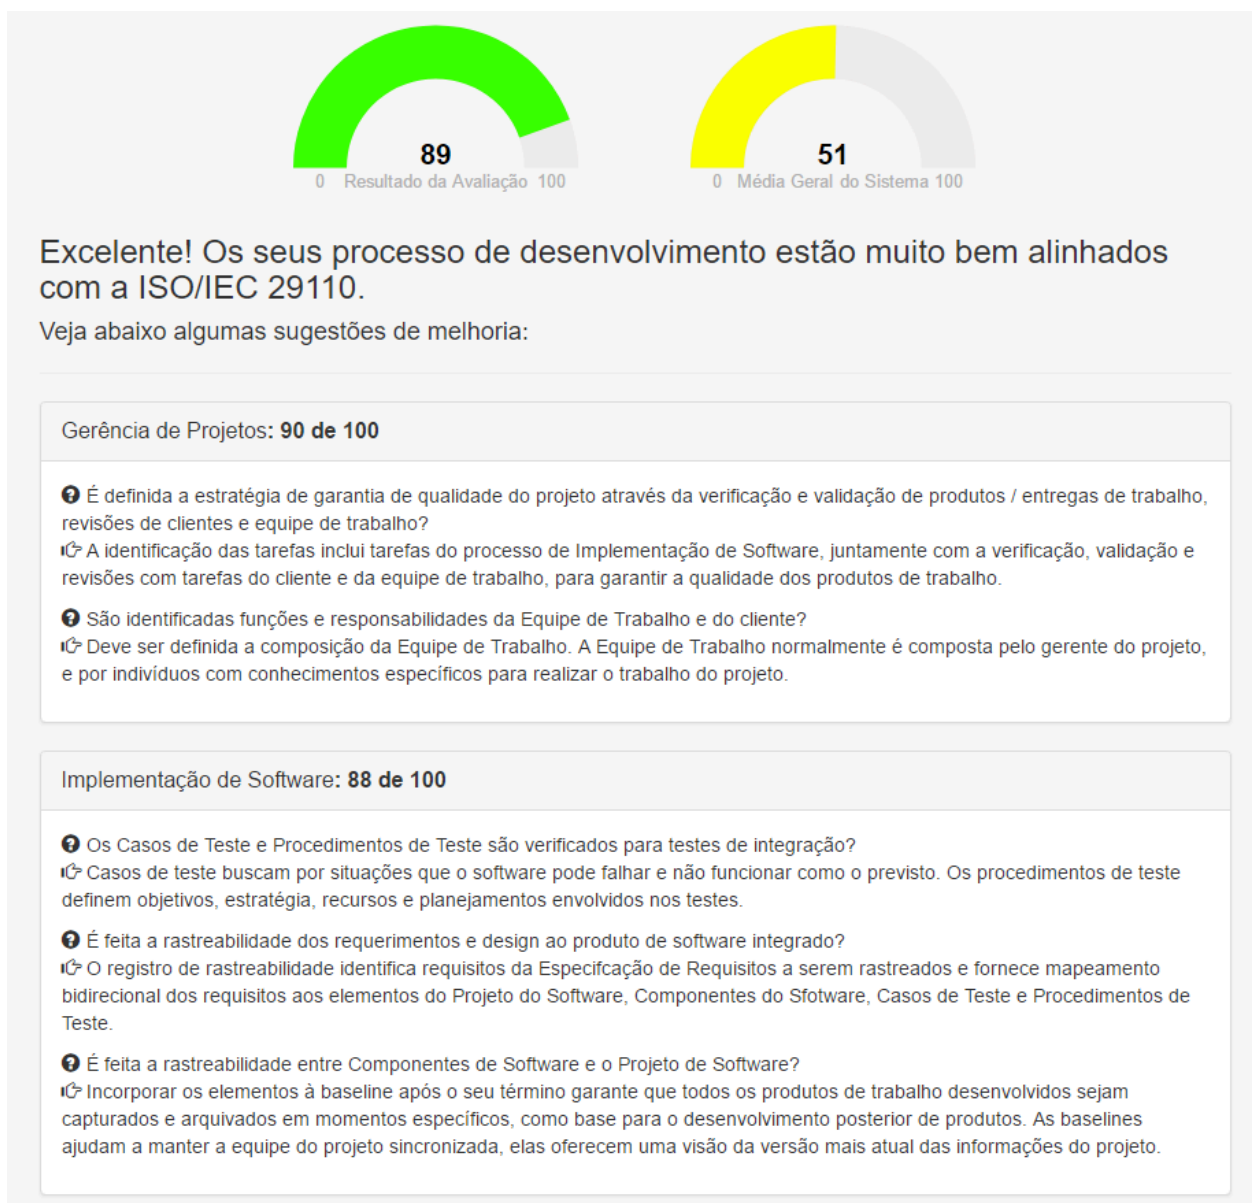 89
0 Resultado da Avaliação 100
51
0 Média Geral do Sistema 100
Excelente! Os seus processo de desenvolvimento estão muito bem alinhados
com a ISO/IEC 29110.
Veja abaixo algumas sugestões de melhoria:
Gerência de Projetos: 90 de 100
É definida a estratégia de garantia de qualidade do projeto através da verificação e validação de produtos / entregas de trabalho,
revisões de clientes e equipe de trabalho?
A identificação das tarefas inclui tarefas do processo de Implementação de Software, juntamente com a verificação, validação e
revisões com tarefas do cliente e da equipe de trabalho, para garantir a qualidade dos produtos de trabalho.
São identificadas funções e responsabilidades da Equipe de Trabalho e do cliente?
Deve ser definida a composição da Equipe de Trabalho. A Equipe de Trabalho normalmente é composta pelo gerente do projeto,
e por indivíduos com conhecimentos específicos para realizar o trabalho do projeto.
Implementação de Software: 88 de 100
Os Casos de Teste e Procedimentos de Teste são verificados para testes de integração?
Casos de teste buscam por situações que o software pode falhar e não funcionar como o previsto. Os procedimentos de teste
definem objetivos, estratégia, recursos e planejamentos envolvidos nos testes.
É feita a rastreabilidade dos requerimentos e design ao produto de software integrado?
O registro de rastreabilidade identifica requisitos da Especifcação de Requisitos a serem rastreados e fornece mapeamento
bidirecional dos requisitos aos elementos do Projeto do Software, Componentes do Sfotware, Casos de Teste e Procedimentos de
Teste.
É feita a rastreabilidade entre Componentes de Software e o Projeto de Software?
Incorporar os elementos à baseline após o seu término garante que todos os produtos de trabalho desenvolvidos sejam
capturados e arquivados em momentos específicos, como base para o desenvolvimento posterior de produtos. As baselines
ajudam a manter a equipe do projeto sincronizada, elas oferecem uma visão da versão mais atual das informações do projeto.